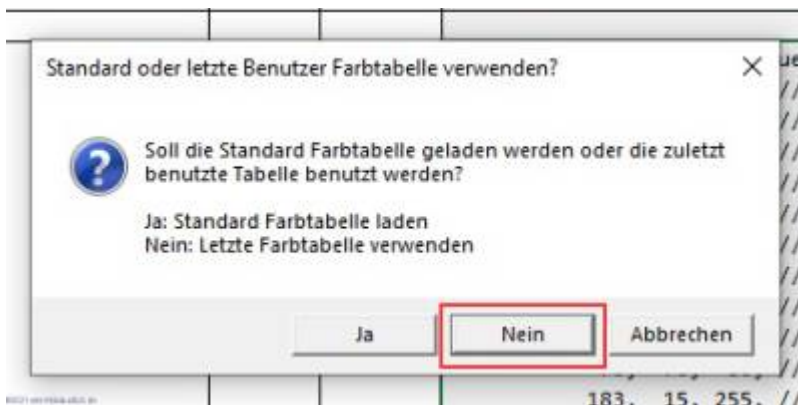 Standard oder letzte Benutzer Farbtabelle verwenden?
ue
//
//
Soll die Standard Farbtabelle geladen werden oder die zuletzt
benutzte Tabelle benutzt werden?
Ja: Standard Farbtabelle laden
Nein: Letzte Farbtabelle verwenden
Ja
Nein
Abbrechen
183, 15, 255, //